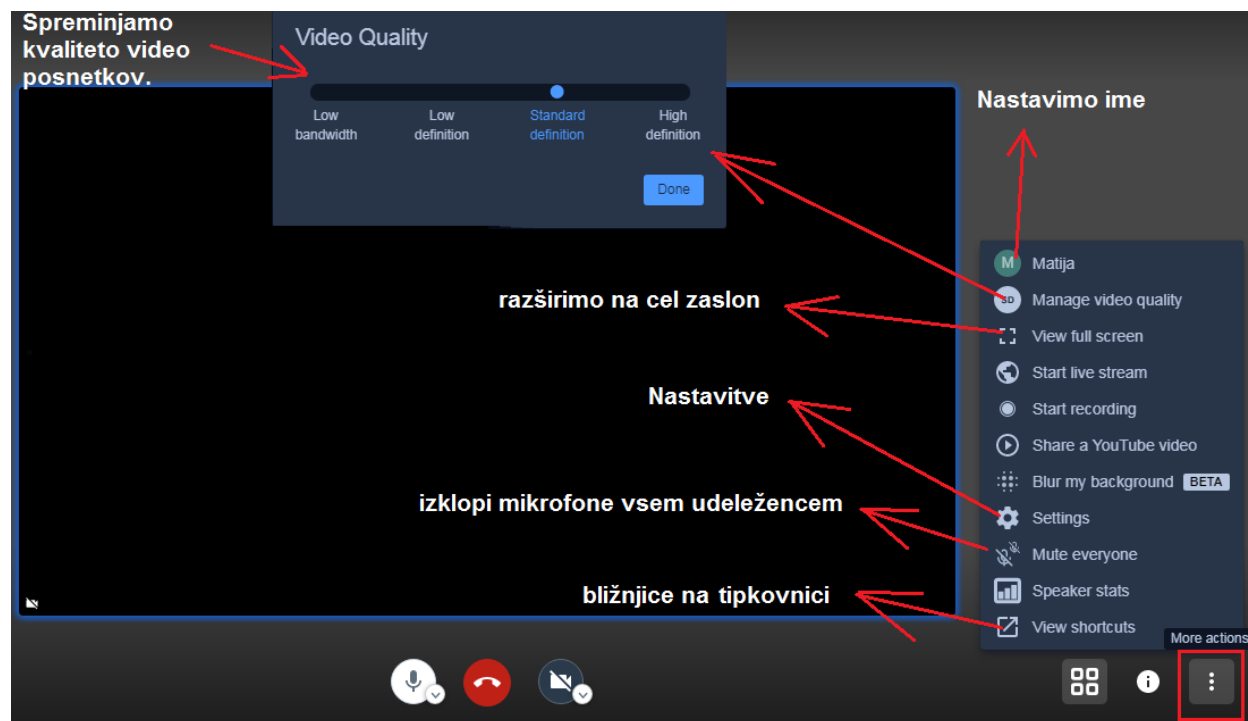 Spreminjamo
kvaliteto video
posnetkov.
Video Quality
Low
bandwidth
Low
definition
Standard
definition
High
definition
Done
Nastavimo ime
M
Matija
SD
Manage video quality
razširimo na cel zaslon
View full screen
Start live stream
Nastavitve
Start recording
Share a YouTube video
Blur my background BETA
izklopi mikrofone vsem udeležencem
Settings
Mute everyone
bližnjice na tipkovnici
Speaker stats
View shortcuts
More actions